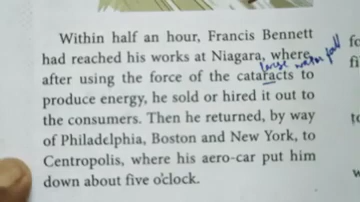 Within half an hour, Francis Bennett
had reached his works at Niagara, where,
large water fall
after using the force of the cataracts to
produce energy, he sold or hired it out to
the consumers. Then he returned, by way
of Philadelphia, Boston and New York, to
Centropolis, where his aero-car put him
down about five o'clock.
fo
fi
to
w